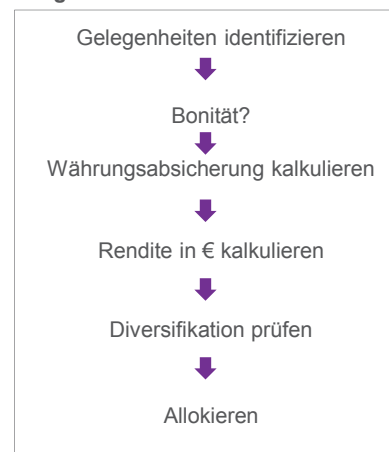 Gelegenheiten identifizieren
Bonität?
Währungsabsicherung kalkulieren
Rendite in € kalkulieren
Diversifikation prüfen
Allokieren